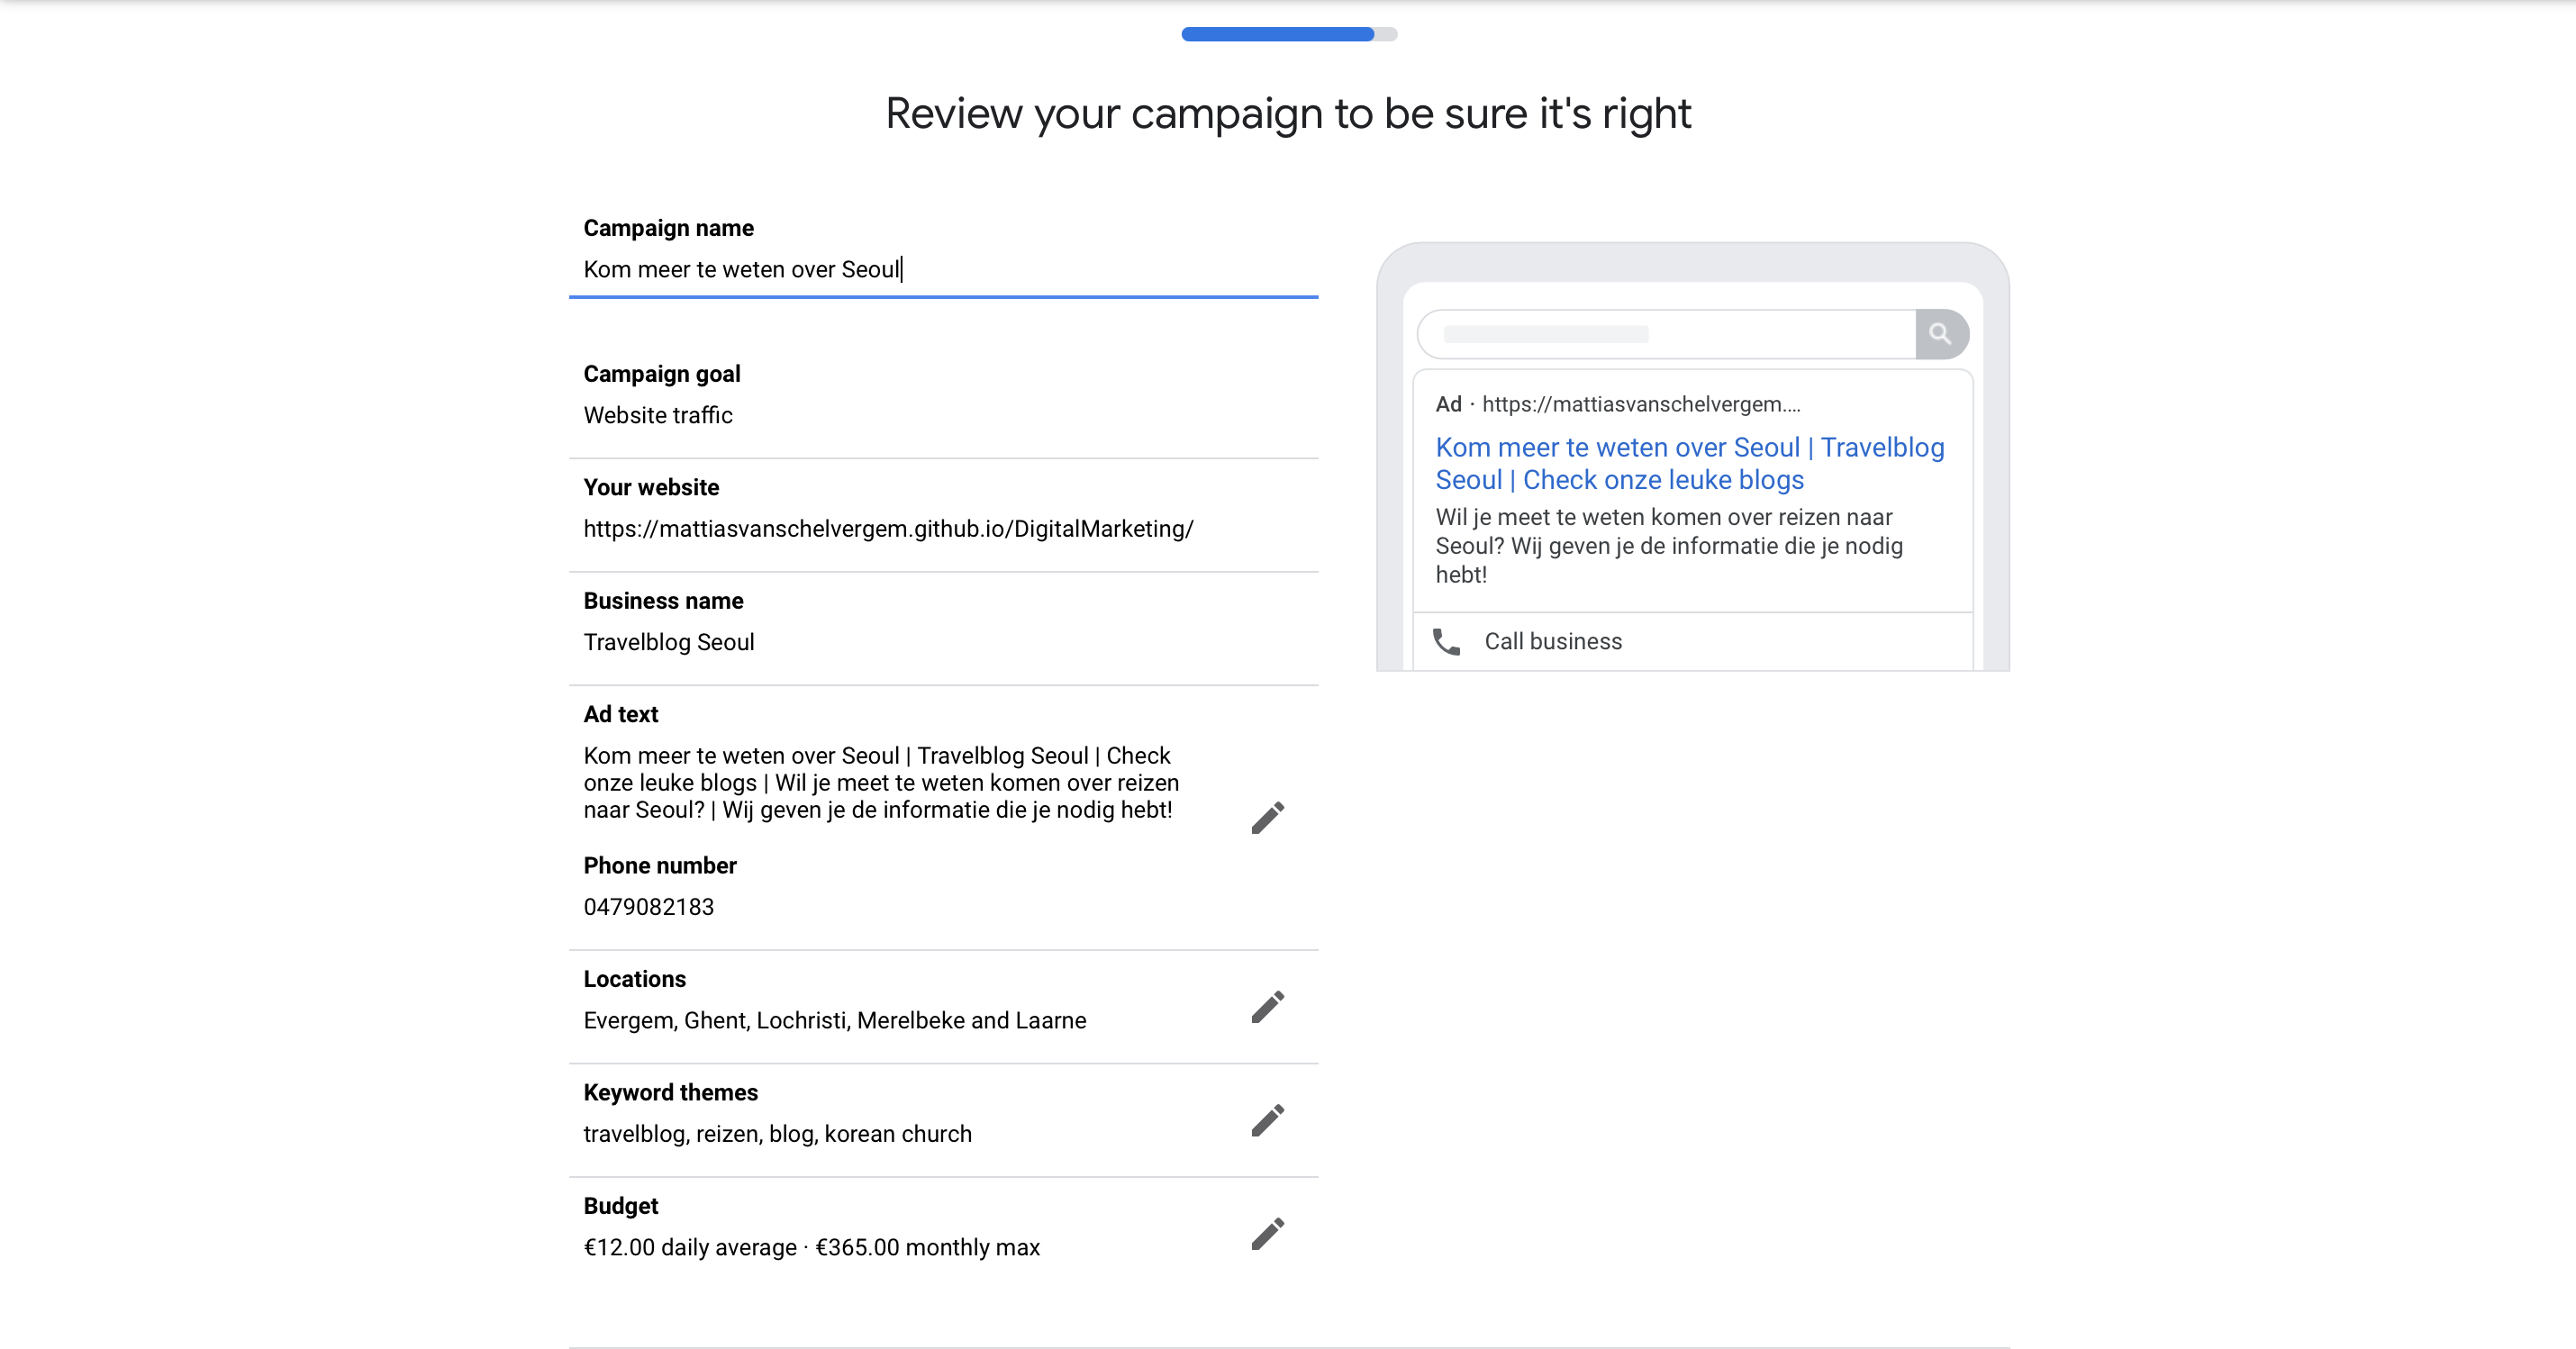 Review your campaign to be sure it's right
Campaign name
Kom meer te weten over Seoul
Campaign goal
Website traffic
Your website
https://mattiasvanschelvergem.github.io/DigitalMarketing/
Business name
Travelblog Seoul
Ad text
Kom meer te weten over Seoul | Travelblog Seoul | Check
onze leuke blogs | Wil je meet te weten komen over reizen
naar Seoul? | Wij geven je de informatie die je nodig hebt!
Phone number
0479082183
Locations
Evergem, Ghent, Lochristi, Merelbeke and Laarne
Keyword themes
travelblog, reizen, blog, korean church
Budget
€12.00 daily average · €365.00 monthly max
Ad · https://mattiasvanschelvergem....
Kom meer te weten over Seoul | Travelblog
Seoul | Check onze leuke blogs
Wil je meet te weten komen over reizen naar
Seoul? Wij geven je de informatie die je nodig
hebt!
Call business